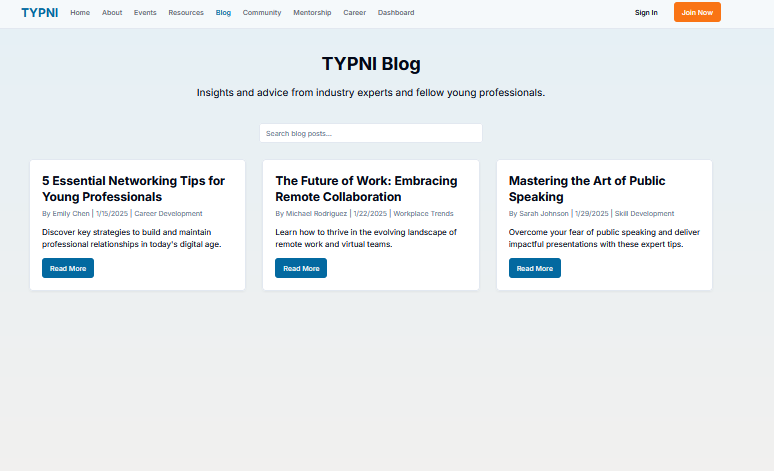 TYPNI Home About Events Resources Blog Community Mentorship Career Dashboard Sign In Join Now
TYPNI Blog
Insights and advice from industry experts and fellow young professionals.
Search blog posts...
5 Essential Networking Tips for
Young Professionals
By Emily Chen | 1/15/2025 | Career Development
Discover key strategies to build and maintain
professional relationships in today's digital age.
Read More
The Future of Work: Embracing
Remote Collaboration
By Michael Rodriguez | 1/22/2025 | Workplace Trends
Learn how to thrive in the evolving landscape of
remote work and virtual teams.
Read More
Mastering the Art of Public
Speaking
By Sarah Johnson | 1/29/2025 | Skill Development
Overcome your fear of public speaking and deliver
impactful presentations with these expert tips.
Read More